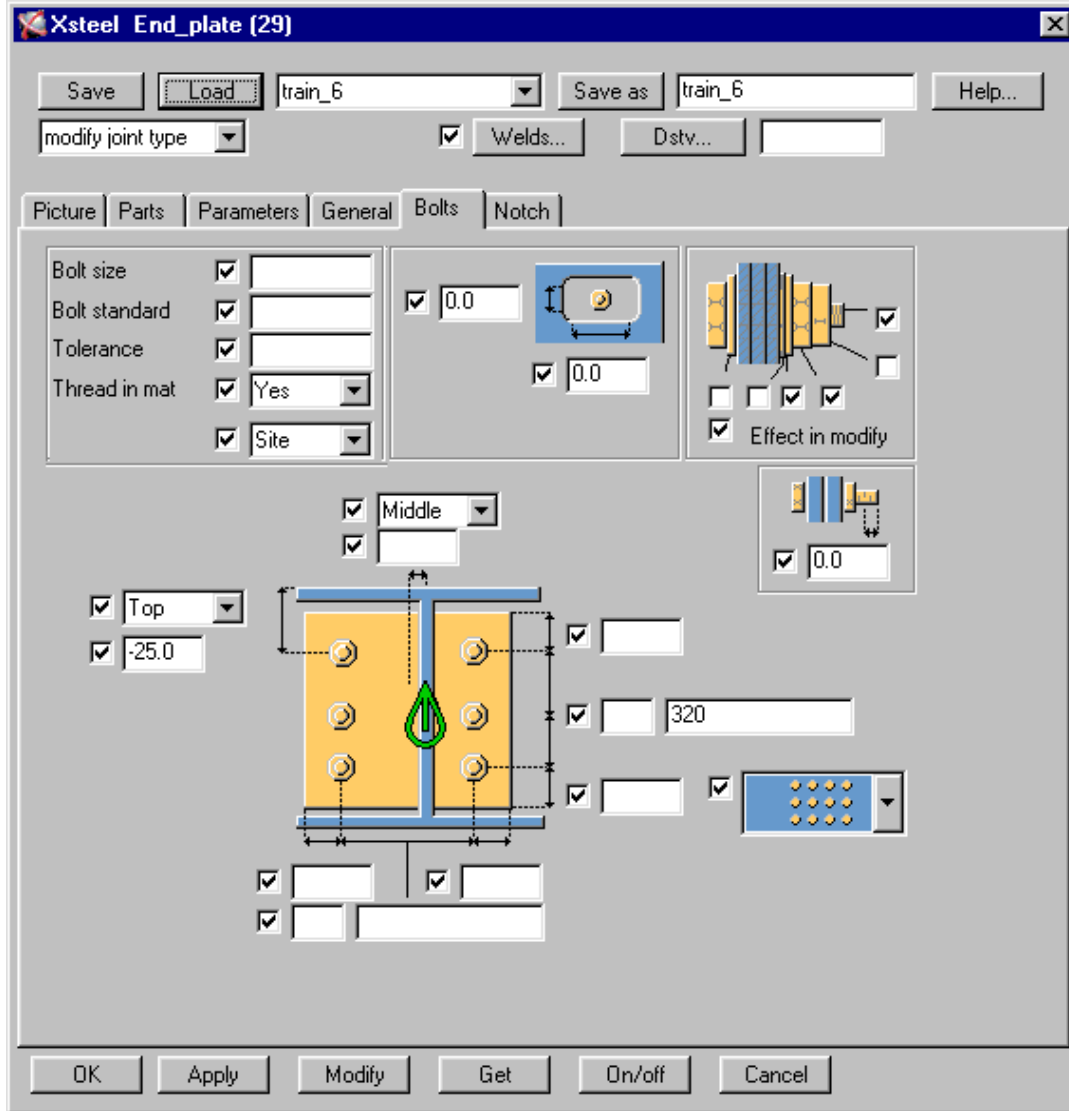 Xsteel End_plate (29)
Save Load train_6 Save as train_6 Help...
modify joint type Welds... Dstv...
Picture Parts Parameters General Bolts Notch
Bolt size
Bolt standard
Tolerance
Thread in mat Yes
Site
0.0
0.0
Effect in modify
0.0
Middle
Top
-25.0
320
OK Apply Modify Get On/off Cancel